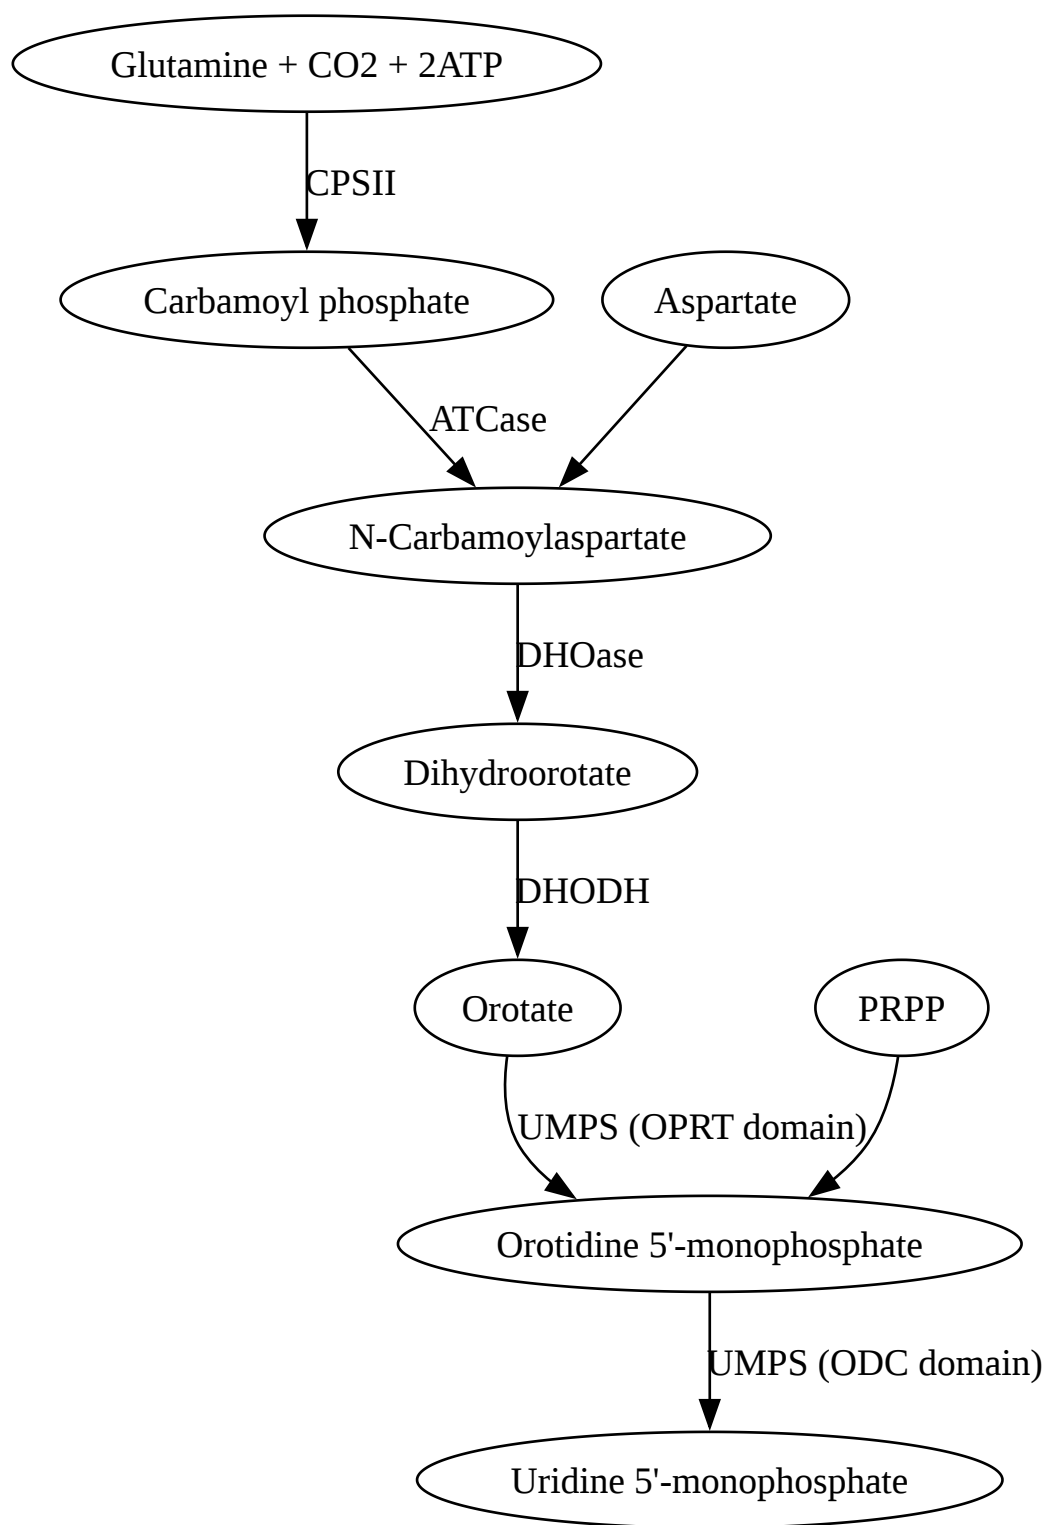 Glutamine + CO2 + 2ATP
CPSII
Carbamoyl phosphate
Aspartate
ATCase
N-Carbamoylaspartate
DHOase
Dihydroorotate
DHODH
Orotate
PRPP
UMPS (OPRT domain)
Orotidine 5'-monophosphate
UMPS (ODC domain)
Uridine 5'-monophosphate